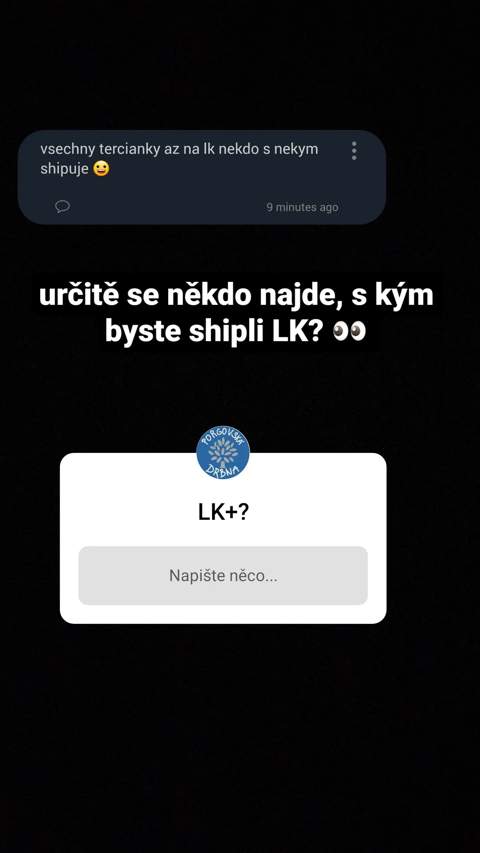 vsechny tercianky az na lk nekdo s nekym
shipuje 😀
9 minutes ago
určitě se někdo najde, s kým
byste shipli LK? 👀
PORGOVSKÁ
DRBNA
LK+?
Napište něco...